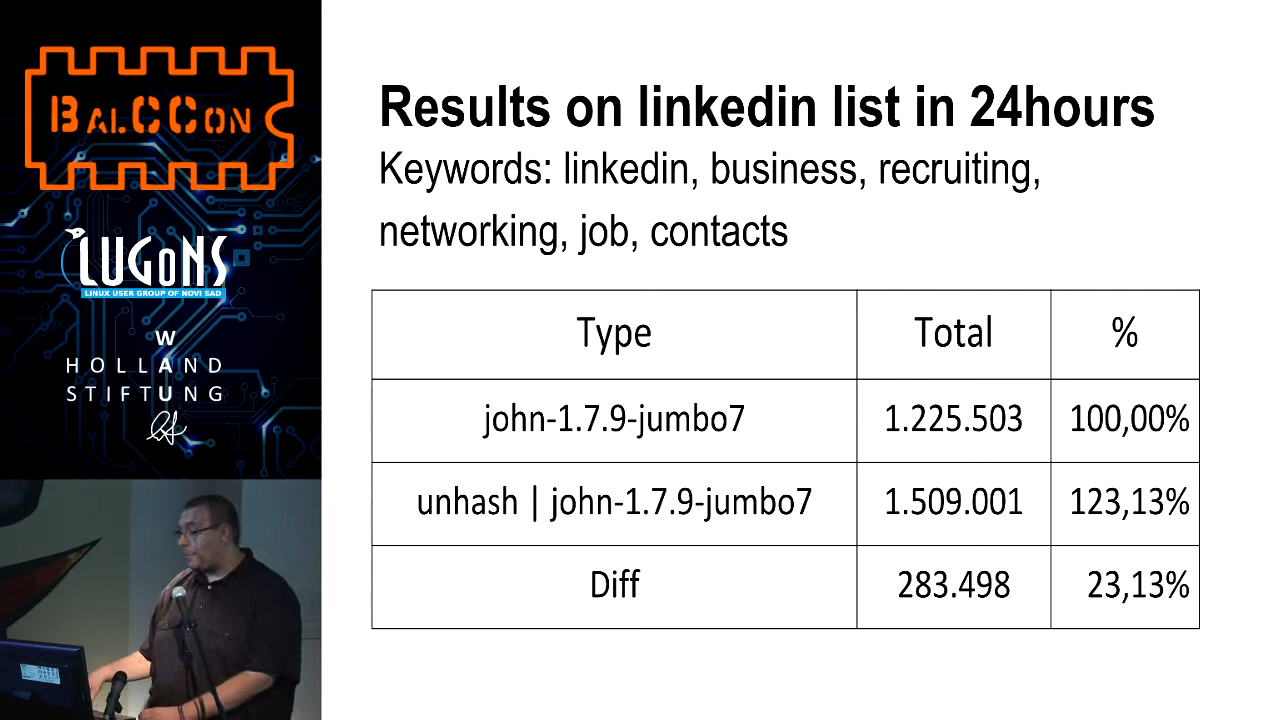 BALCCON
LUGONS
LINUX USER GROUP OF NOVI SAD
W
HOLLAND
STIFTUNG
Results on linkedin list in 24hours
Keywords: linkedin, business, recruiting,
networking, job, contacts
Type Total %
john-1.7.9-jumbo7 1.225.503 100,00%
unhash | john-1.7.9-jumbo7 1.509.001 123,13%
Diff 283.498 23,13%